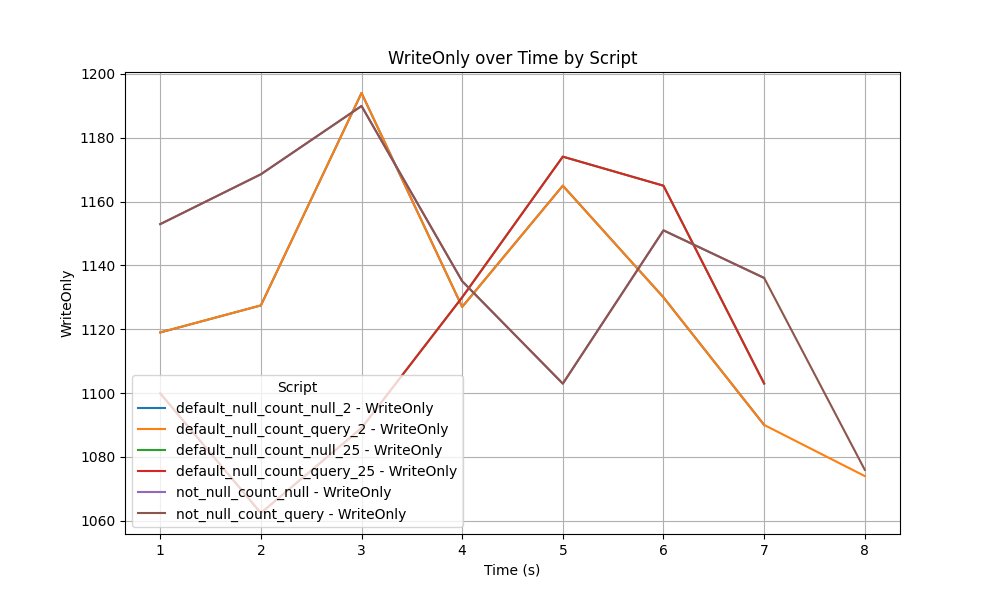 WriteOnly over Time by Script
WriteOnly
1200
1180
1160
1140
1120
1100
1080
1060
Script
default_null_count_null_2 - WriteOnly
default_null_count_query_2 - WriteOnly
default_null_count_null_25 - WriteOnly
default_null_count_query_25 - WriteOnly
not_null_count_null - WriteOnly
not_null_count_query - WriteOnly
1 2 3 4 5 6 7 8
Time (s)